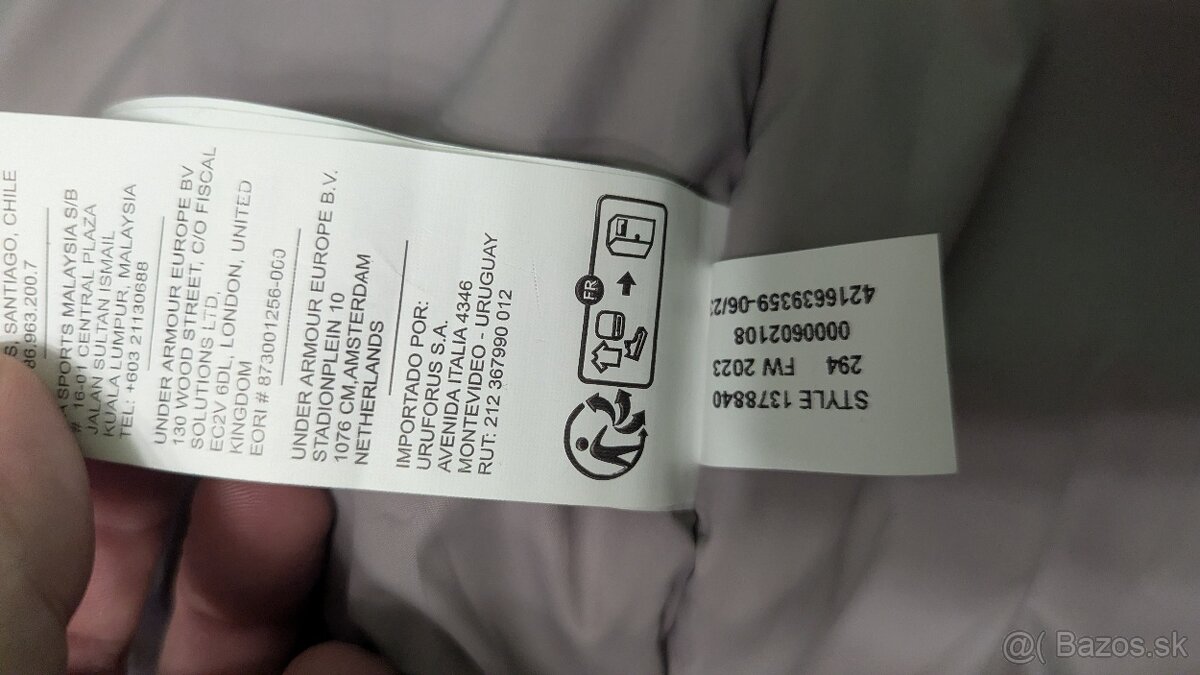 S, SANTIAGO, CHILE
86.963.200.7
SPORTS MALAYSIA S/B
# 16-01 CENTRAL PLAZA
JALAN SULTAN ISMAIL
KUALA LUMPUR, MALAYSIA
TEL: +603 21130688
UNDER ARMOUR EUROPE BV
130 WOOD STREET, C/O FISCAL
SOLUTIONS LTD,
EC2V 6DL, LONDON, UNITED
KINGDOM
EORI # 873001256-000
UNDER ARMOUR EUROPE B.V.
STADIONPLEIN 10
1076 CM,AMSTERDAM
NETHERLANDS
IMPORTADO POR:
URUFORUS S.A.
AVENIDA ITALIA 4346
MONTEVIDEO - URUGUAY
RUT: 212 367990 012
FR
STYLE 1378840
294 FW 2023
0000602108
4216639359-06/2
@( Bazos.sk